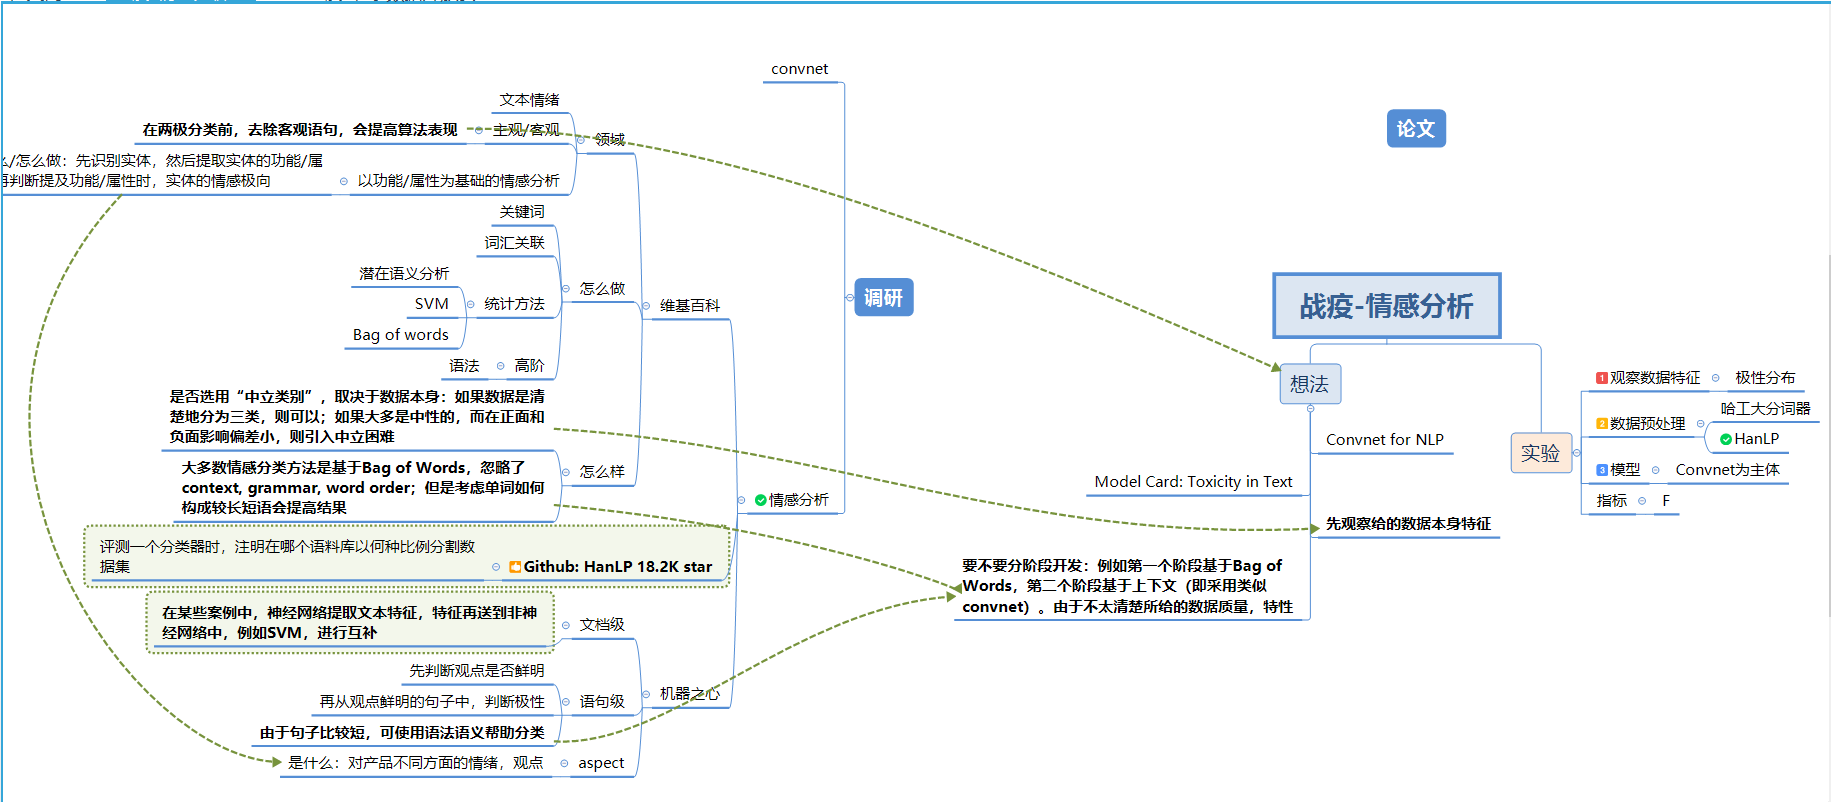 convnet
文本情绪
在两极分类前，去除客观语句，会提高算法表现
主观/客观
领域
么/怎么做：先识别实体，然后提取实体的功能/属
再判断提及功能/属性时，实体的情感极向
以功能/属性为基础的情感分析
关键词
词汇关联
潜在语义分析
SVM
统计方法
Bag of words
语法
高阶
怎么做
维基百科
是否选用“中立类别”，取决于数据本身：如果数据是清
楚地分为三类，则可以；如果大多是中性的，而在正面和
负面影响偏差小，则引入中立困难
大多数情感分类方法是基于Bag of Words，忽略了
context, grammar, word order；但是考虑单词如何
构成较长短语会提高结果
怎么样
情感分析
评测一个分类器时，注明在哪个语料库以何种比例分割数
据集
Github: HanLP 18.2K star
在某些案例中，神经网络提取文本特征，特征再送到非神
经网络中，例如SVM，进行互补
文档级
先判断观点是否鲜明
再从观点鲜明的句子中，判断极性
语句级
由于句子比较短，可使用语法语义帮助分类
机器之心
是什么：对产品不同方面的情绪，观点
aspect
调研
论文
战疫-情感分析
想法
Convnet for NLP
Model Card: Toxicity in Text
先观察给的数据本身特征
要不要分阶段开发：例如第一个阶段基于Bag of
Words，第二个阶段基于上下文（即采用类似
convnet）。由于不太清楚所给的数据质量，特性
实验
1 观察数据特征
极性分布
2 数据预处理
哈工大分词器
HanLP
3 模型
Convnet为主体
指标
F